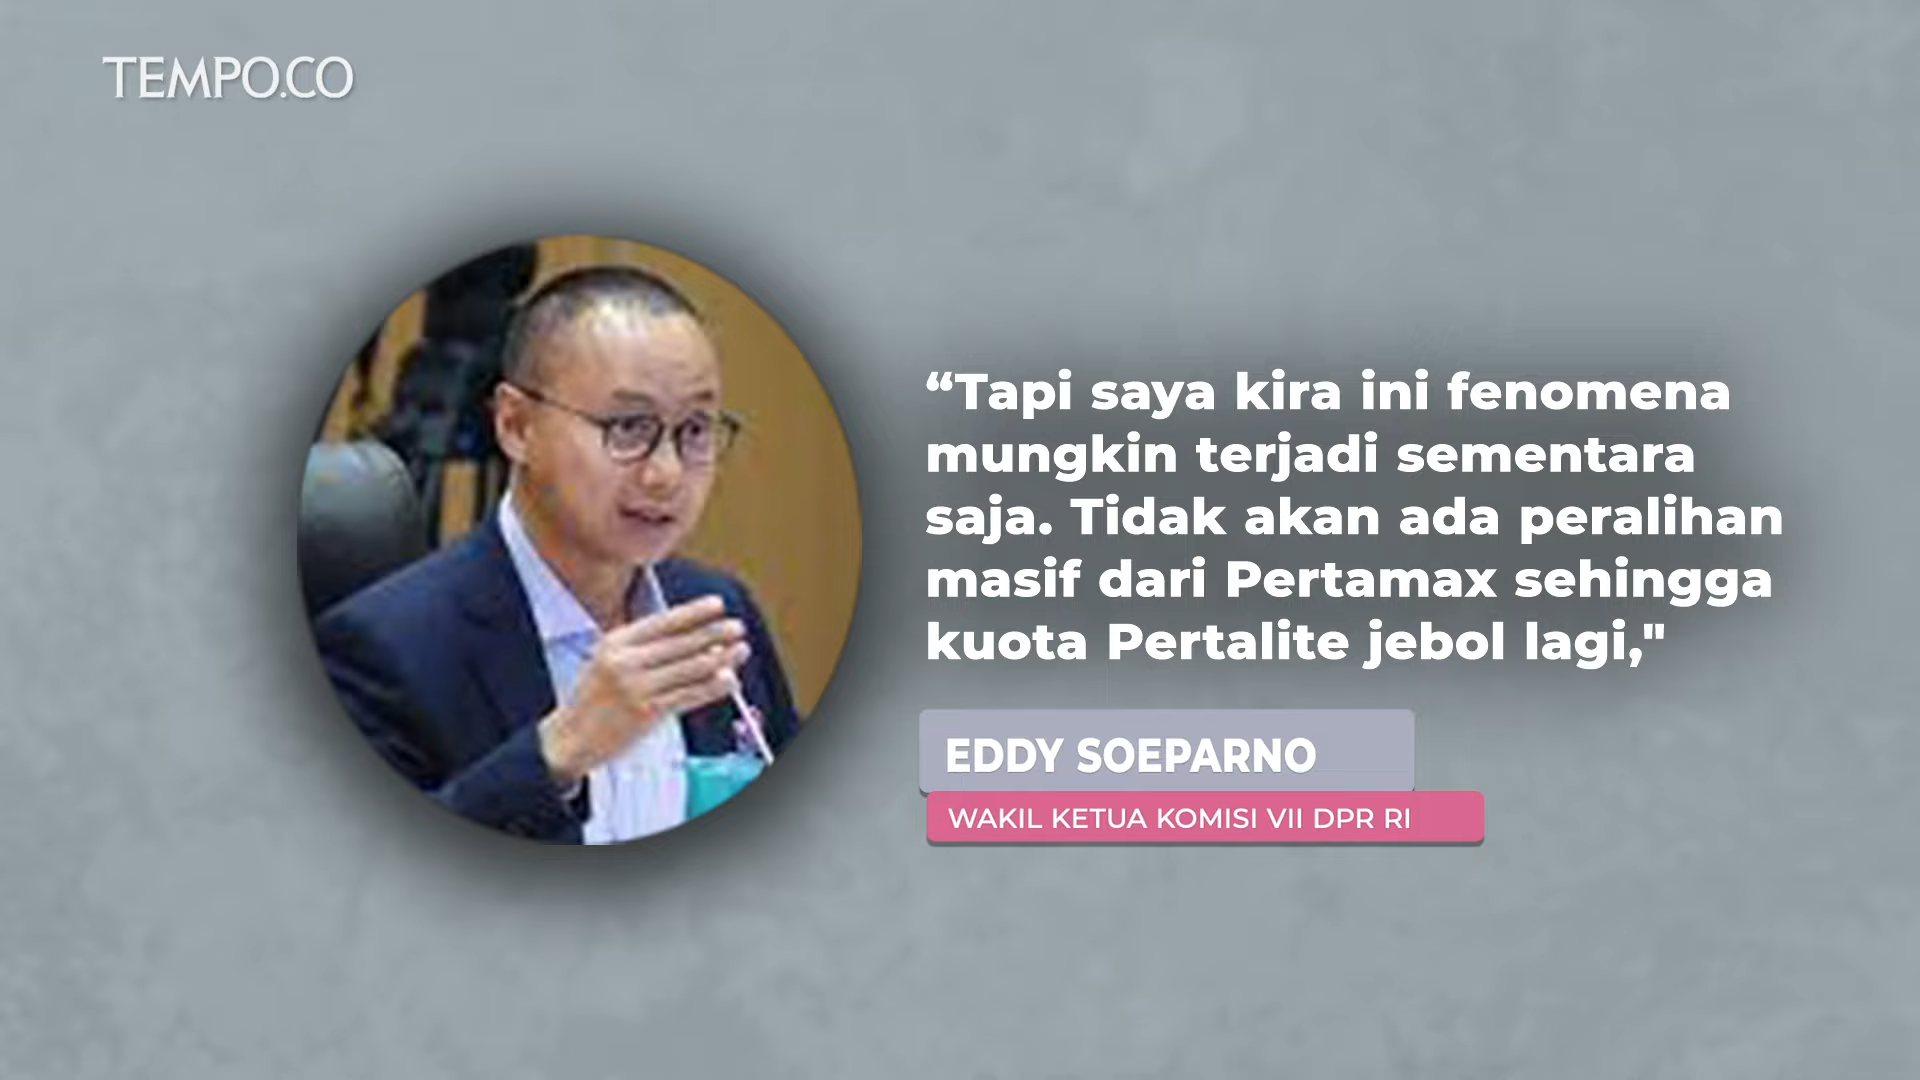 TEMPO.CO
“Tapi saya kira ini fenomena
mungkin terjadi sementara
saja. Tidak akan ada peralihan
masif dari Pertamax sehingga
kuota Pertalite jebol lagi,"
EDDY SOEPARNO
WAKIL KETUA KOMISI VII DPR RI